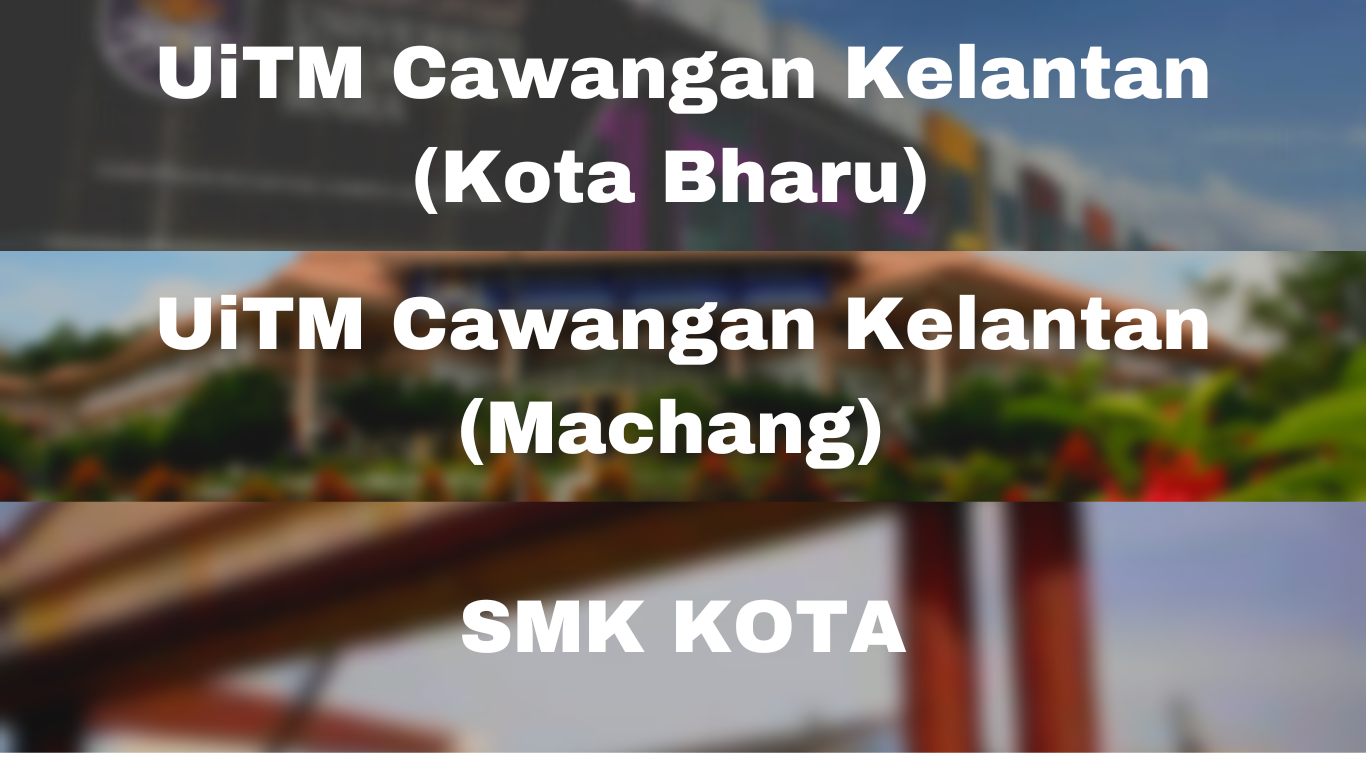 UiTM Cawangan Kelantan
(Kota Bharu)
UiTM Cawangan Kelantan
(Machang)
SMK KOTA